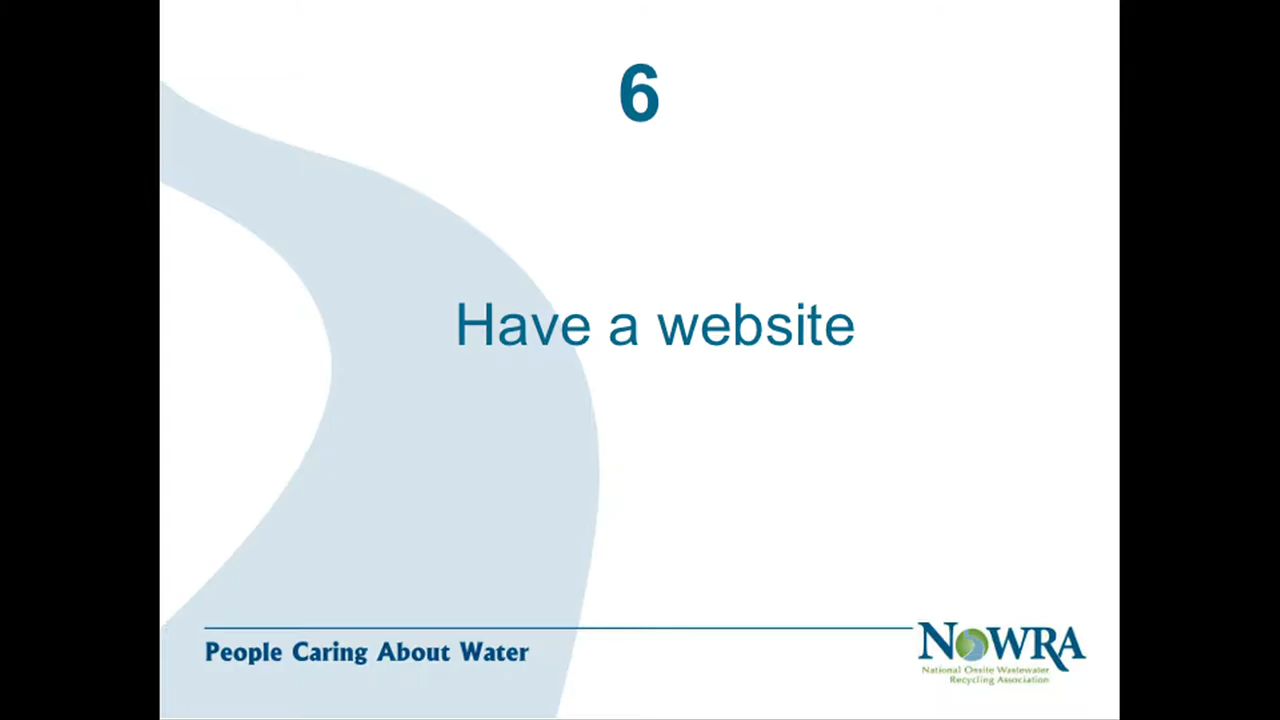 6
Have a website
People Caring About Water
NOWRA
National Onsite Wastewater
Recycling Association